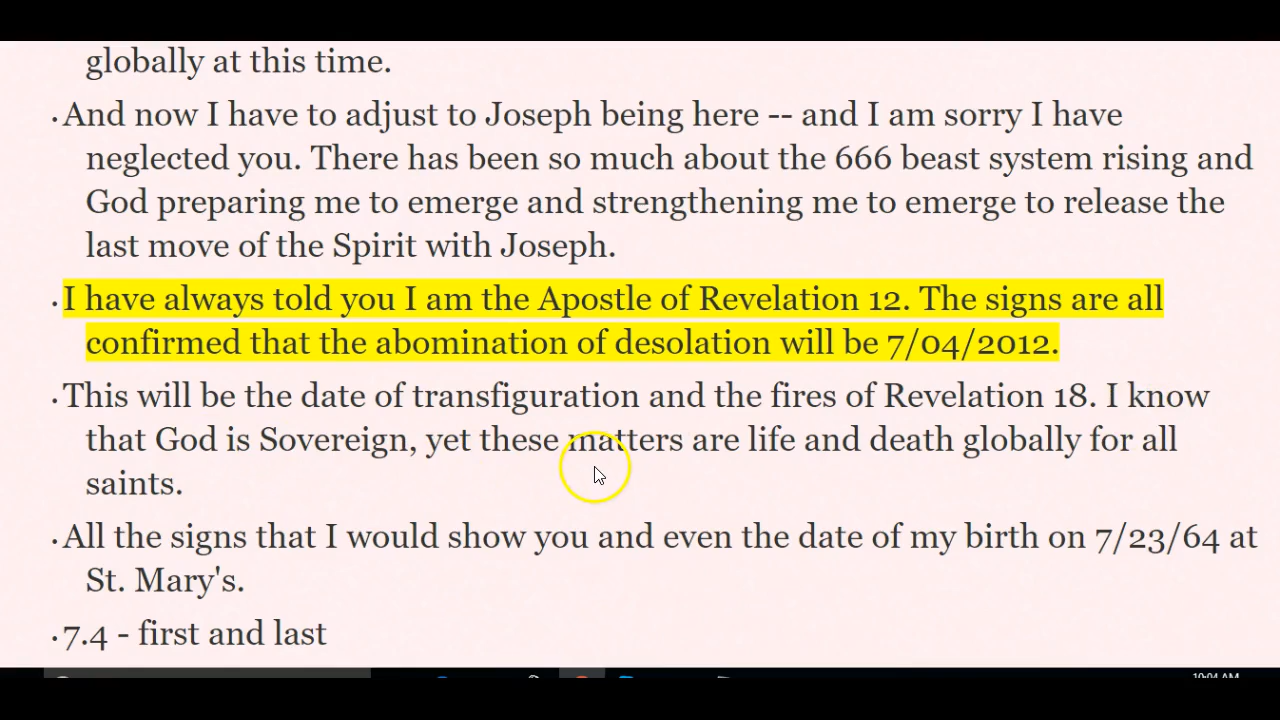 globally at this time.
· And now I have to adjust to Joseph being here -- and I am sorry I have
neglected you. There has been so much about the 666 beast system rising and
God preparing me to emerge and strengthening me to emerge to release the
last move of the Spirit with Joseph.
· I have always told you I am the Apostle of Revelation 12. The signs are all
confirmed that the abomination of desolation will be 7/04/2012.
· This will be the date of transfiguration and the fires of Revelation 18. I know
that God is Sovereign, yet these matters are life and death globally for all
saints.
· All the signs that I would show you and even the date of my birth on 7/23/64 at
St. Mary's.
· 7.4 - first and last
10:04 AM